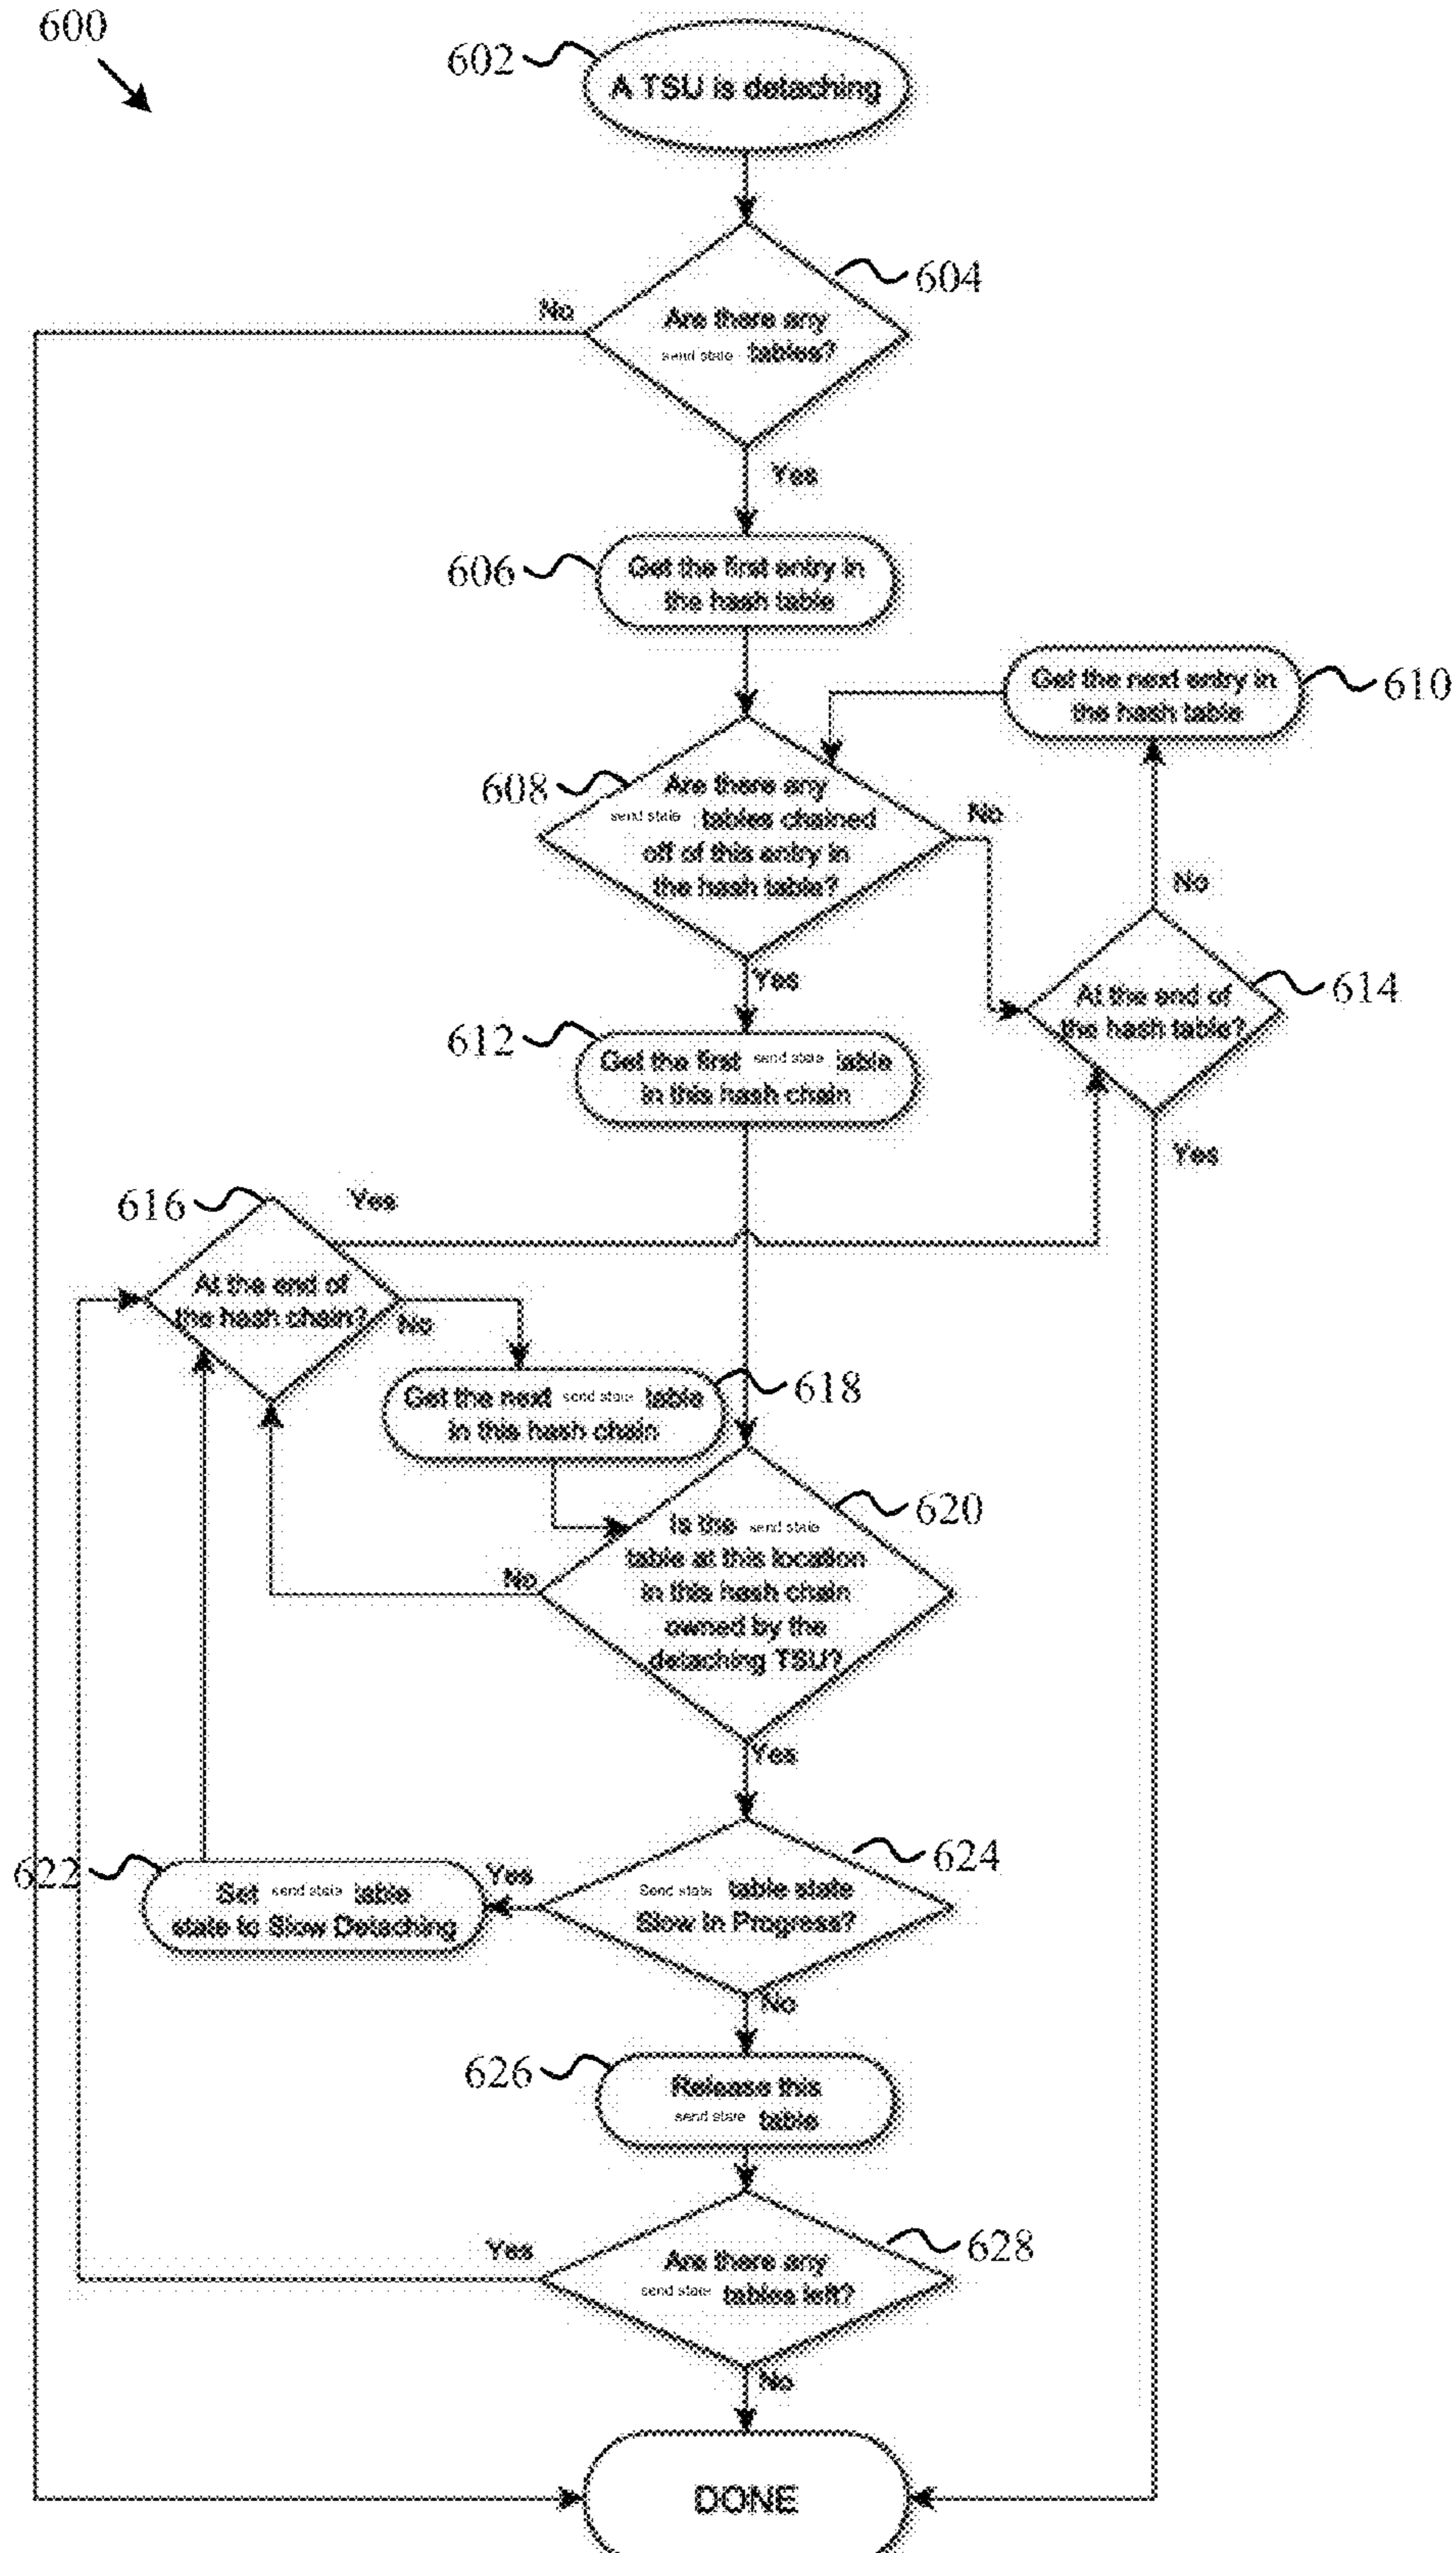 600
602
A TSU is detaching
604
No
Are there any
send state tables?
Yes
606
Get the first entry in
the hash table
Get the next entry in
the hash table
610
608
Are there any
send state tables chained
off of this entry in
the hash table?
No
No
Yes
At the end of
the hash table?
614
612
Get the first send state table
in this hash chain
Yes
616
Yes
At the end of
the hash chain?
No
Get the next send state table
in this hash chain
618
620
Is the send state
table at this location
in this hash chain
owned by the
detaching TSU?
No
Yes
622
Set send state table
state to Slow Detaching
Yes
624
Send state table state
Slow In Progress?
No
626
Release this
send state table
Yes
628
Are there any
send state tables left?
No
DONE